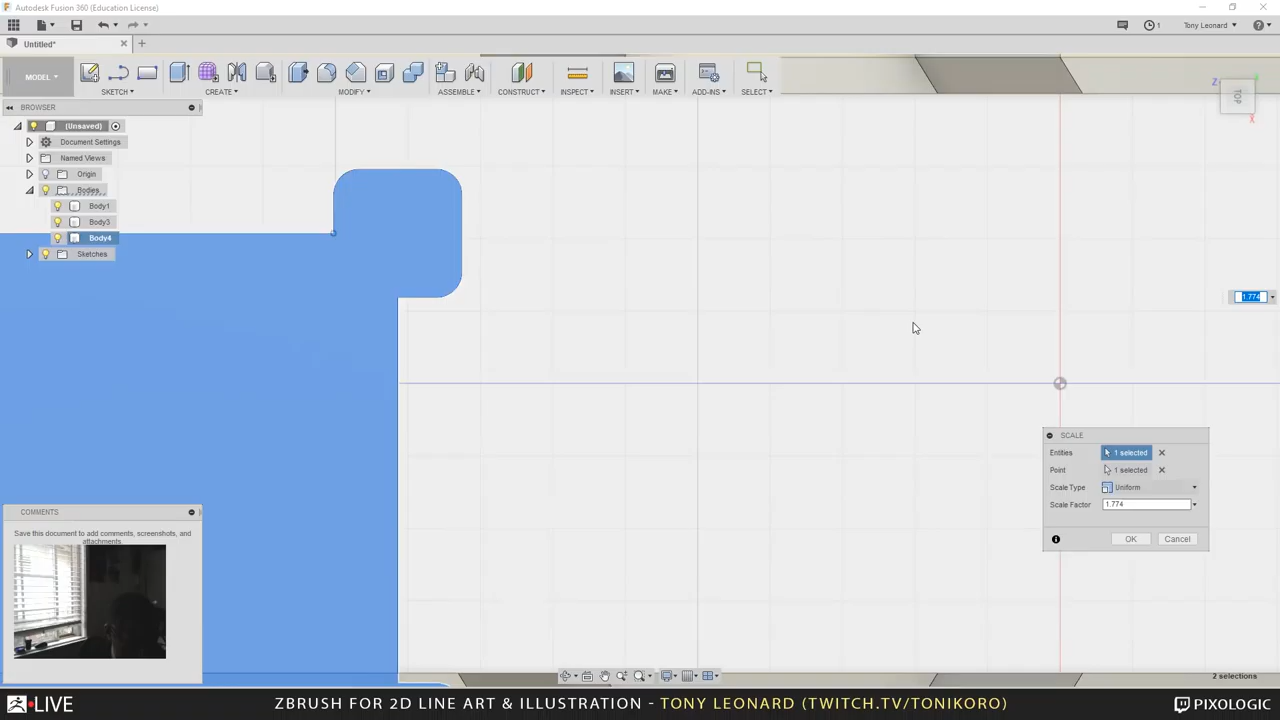 Autodesk Fusion 360 (Education License)
Tony Leonard
1
Untitled*
MODEL
SKETCH
CREATE
MODIFY
ASSEMBLE
CONSTRUCT
INSPECT
INSERT
MAKE
ADD-INS
SELECT
Z
TOP
X
BROWSER
(Unsaved)
Document Settings
Named Views
Origin
Bodies
Body1
Body3
Body4
Sketches
1.774
SCALE
Entities
1 selected
Point
1 selected
Scale Type
Uniform
Scale Factor
1.774
OK
Cancel
COMMENTS
Save this document to add comments, screenshots, and
attachments.
2 selections
LIVE
ZBRUSH FOR 2D LINE ART & ILLUSTRATION - TONY LEONARD (TWITCH.TV/TONIKORO)
PIXOLOGIC